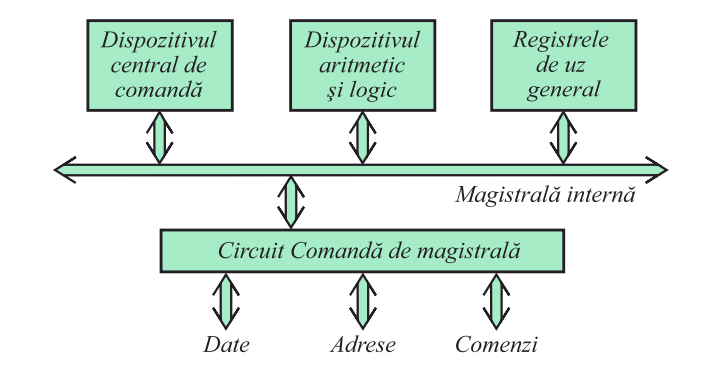 Dispozitivul
central de
comandă
Dispozitivul
aritmetic
şi logic
Registrele
de uz
general
Magistrală internă
Circuit Comandă de magistrală
Date
Adrese
Comenzi